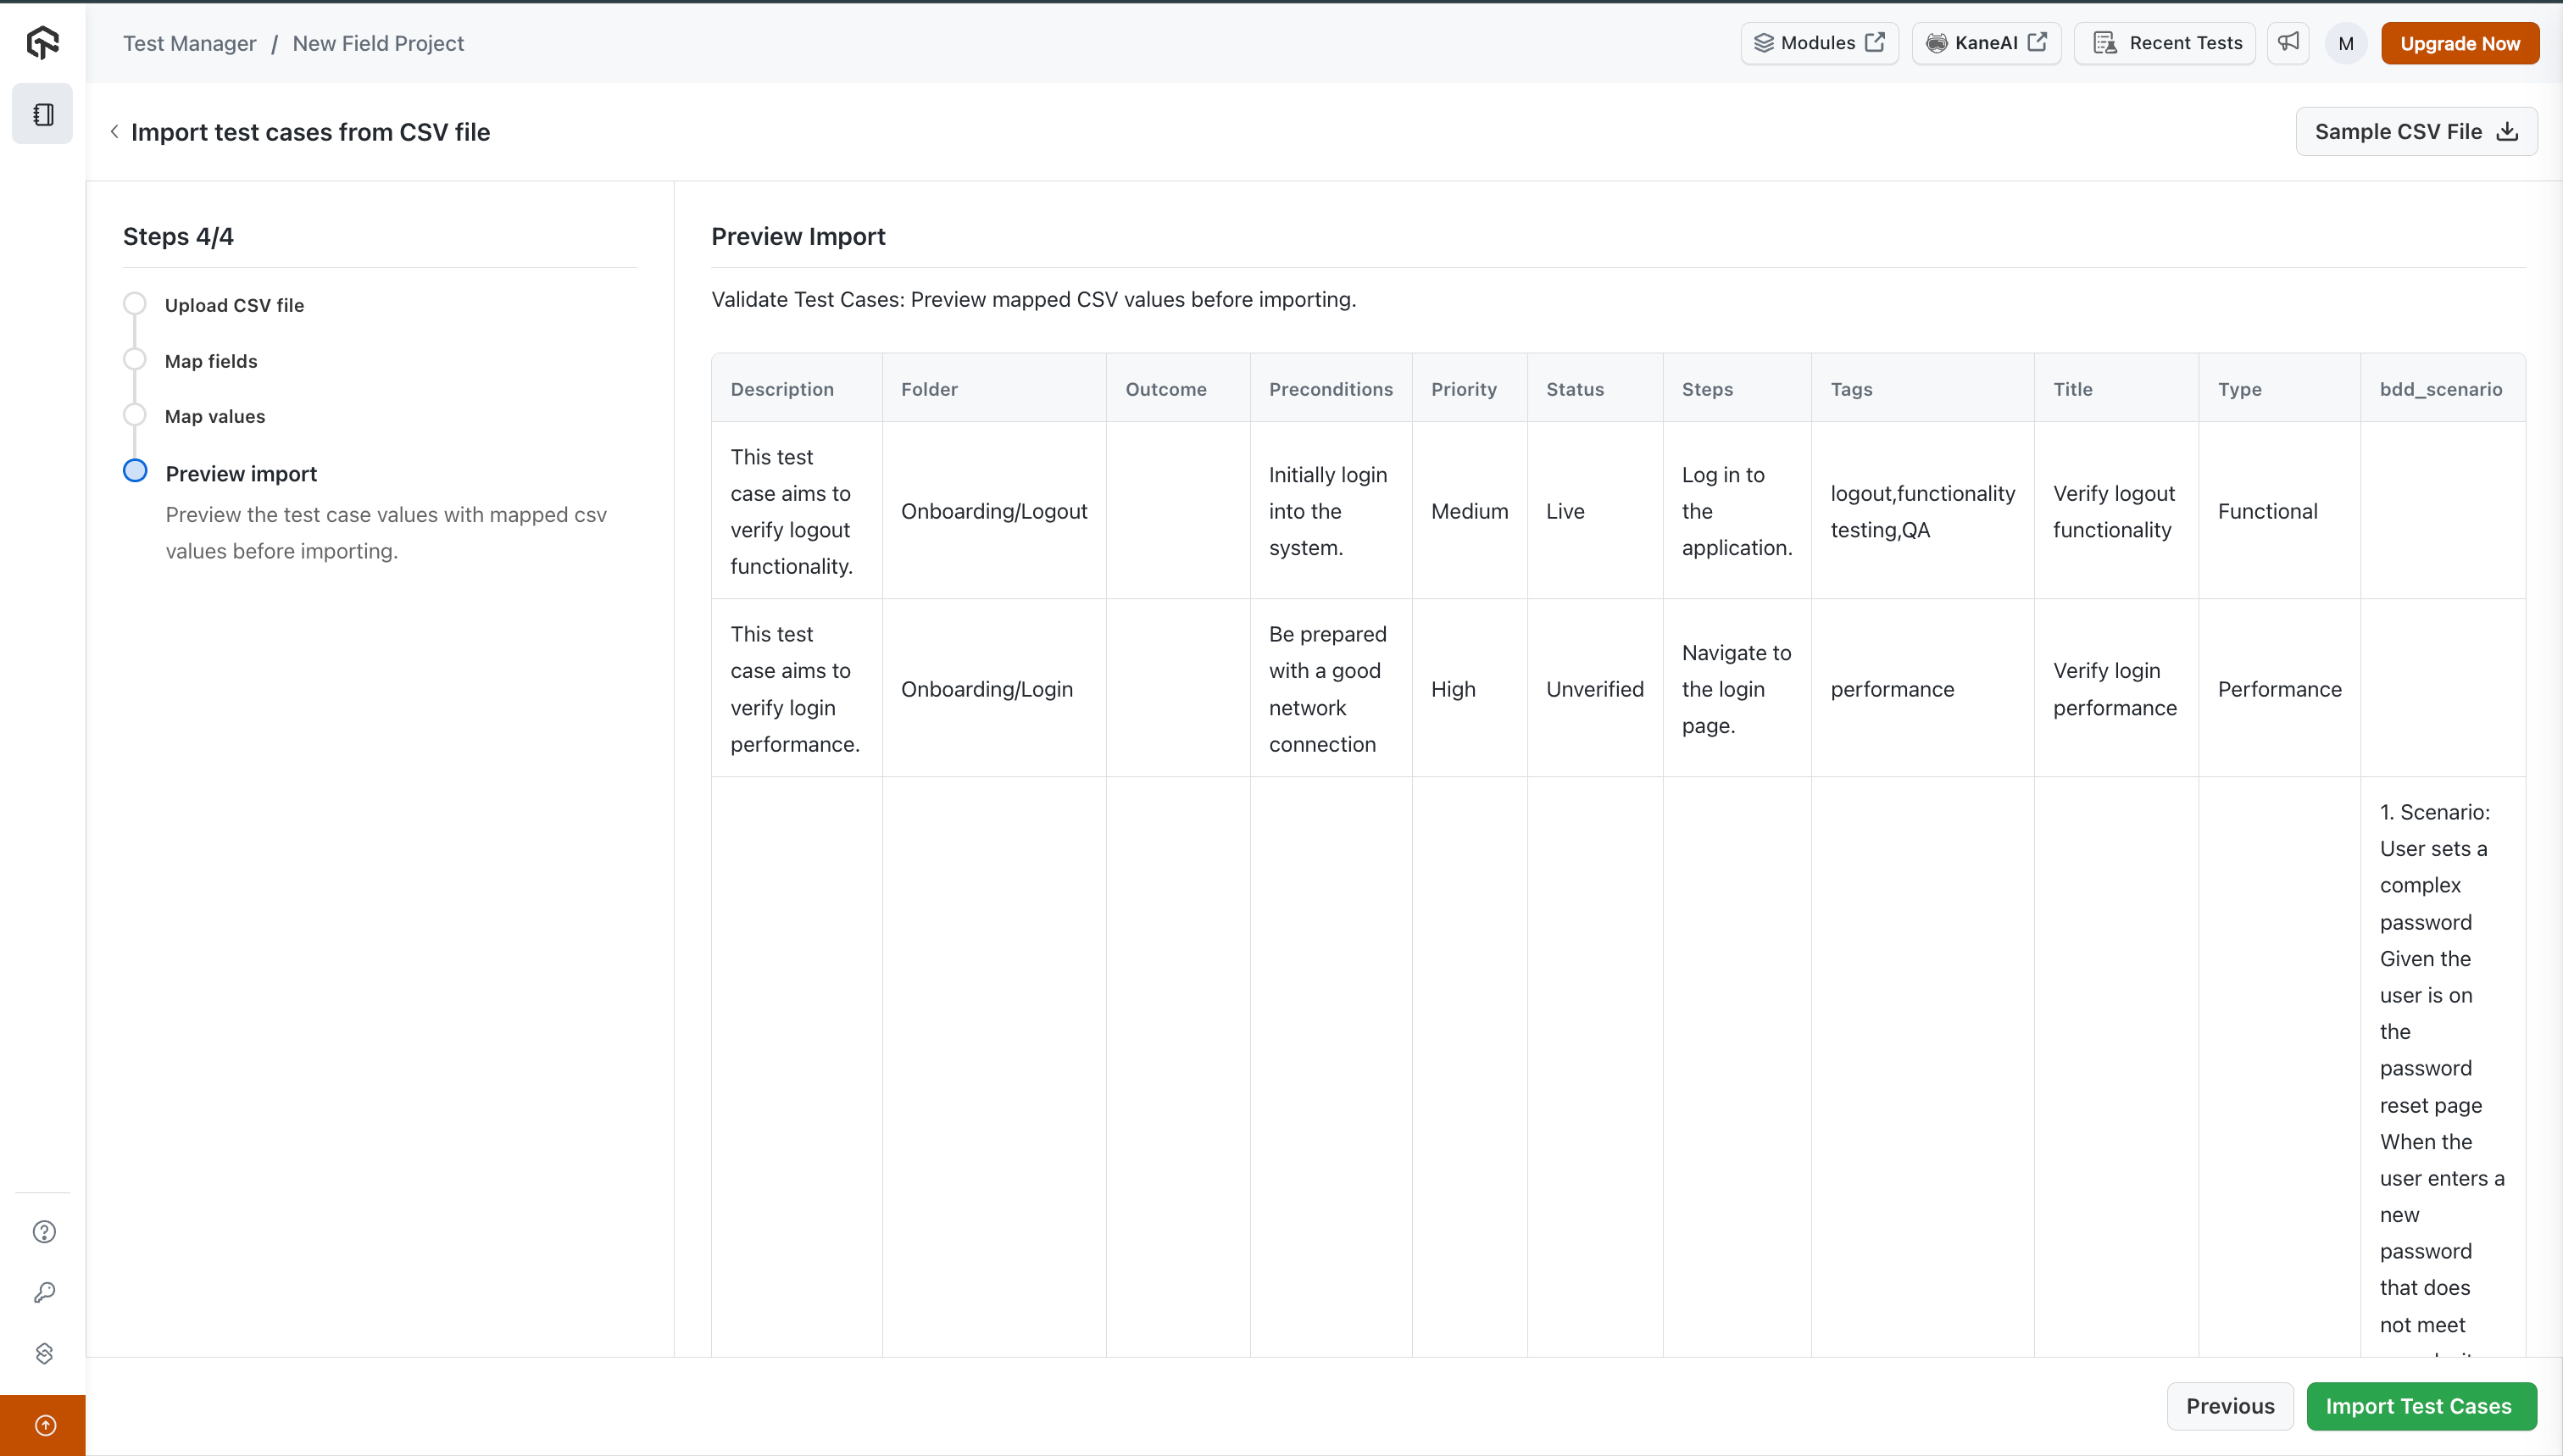 Test Manager / New Field Project
Modules
KaneAI
Recent Tests
M
Upgrade Now
Import test cases from CSV file
Sample CSV File
Steps 4/4
Upload CSV file
Map fields
Map values
Preview import
Preview the test case values with mapped csv
values before importing.
Preview Import
Validate Test Cases: Preview mapped CSV values before importing.
Description Folder Outcome Preconditions Priority Status Steps Tags Title Type bdd_scenario
This test
case aims to
verify logout
functionality.
Onboarding/Logout
Initially login
into the
system.
Medium
Live
Log in to
the
application.
logout,functionality
testing,QA
Verify logout
functionality
Functional
This test
case aims to
verify login
performance.
Onboarding/Login
Be prepared
with a good
network
connection
High
Unverified
Navigate to
the login
page.
performance
Verify login
performance
Performance
1. Scenario:
User sets a
complex
password
Given the
user is on
the
password
reset page
When the
user enters a
new
password
that does
not meet
Previous
Import Test Cases